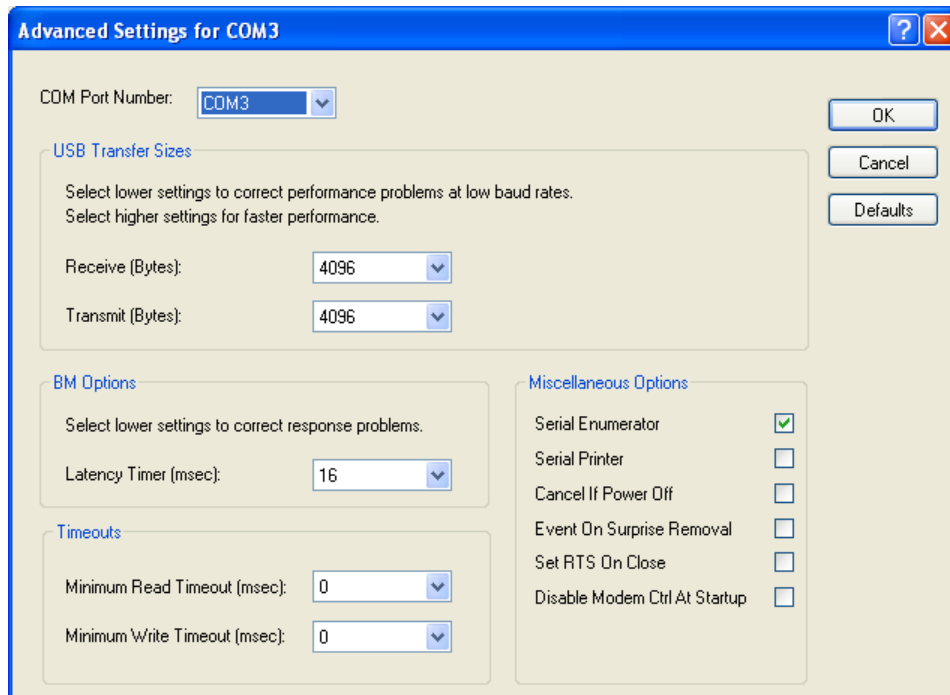 Advanced Settings for COM3
?
COM Port Number: COM3
OK
Cancel
Defaults
USB Transfer Sizes
Select lower settings to correct performance problems at low baud rates.
Select higher settings for faster performance.
Receive (Bytes): 4096
Transmit (Bytes): 4096
BM Options
Select lower settings to correct response problems.
Latency Timer (msec): 16
Timeouts
Minimum Read Timeout (msec): 0
Minimum Write Timeout (msec): 0
Miscellaneous Options
Serial Enumerator
Serial Printer
Cancel If Power Off
Event On Surprise Removal
Set RTS On Close
Disable Modem Ctrl At Startup